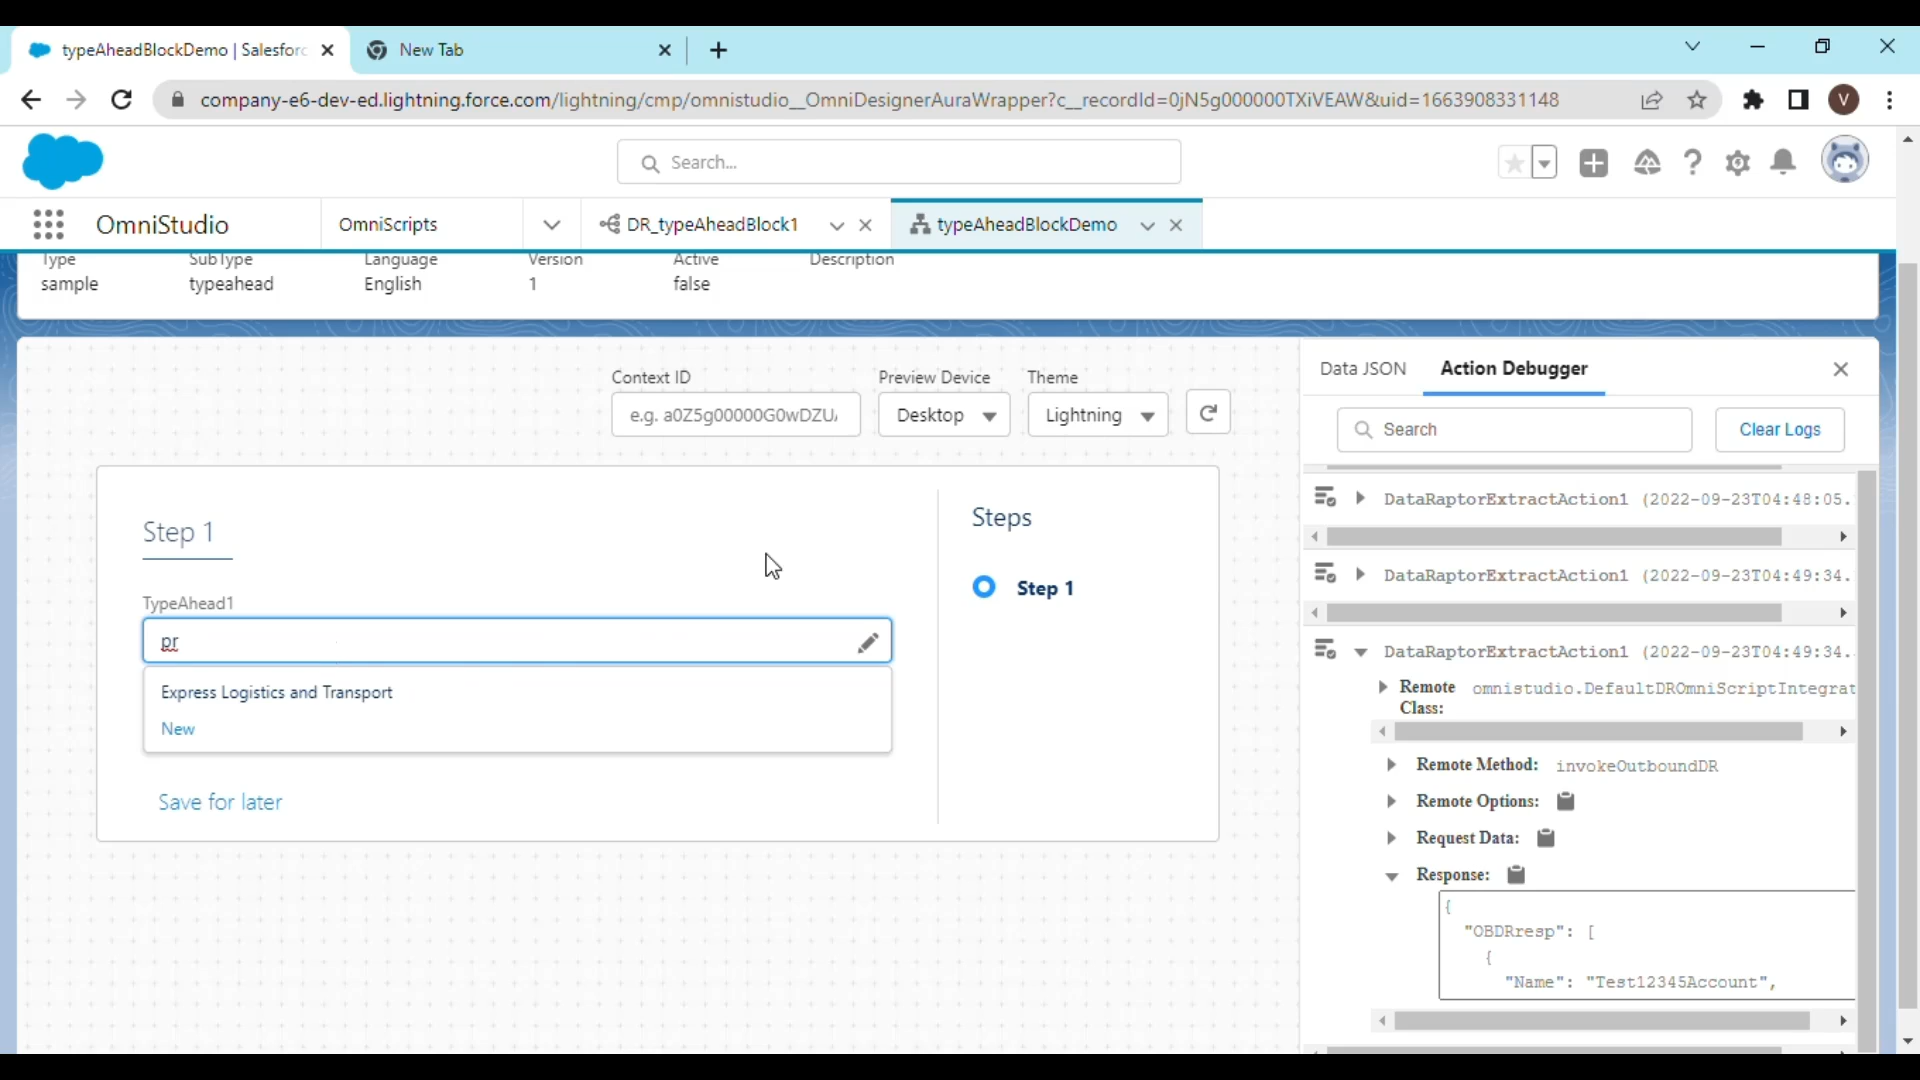 typeAheadBlockDemo | Salesforc
New Tab
company-e6-dev-ed.lightning.force.com/lightning/cmp/omnistudio__OmniDesignerAuraWrapper?c__recordId=0jN5g000000TXiVEAW&uid=1663908331148
V
Search...
OmniStudio
OmniScripts
DR_typeAheadBlock1
typeAheadBlockDemo
Type SubType Language Version Active Description
sample typeahead English 1 false
Context ID Preview Device Theme
e.g. a0Z5g00000G0wDZU Desktop Lightning
Data JSON Action Debugger
Search Clear Logs
Step 1
TypeAhead1
pr
Express Logistics and Transport
New
Save for later
Steps
Step 1
DataRaptorExtractAction1 (2022-09-23T04:48:05.
DataRaptorExtractAction1 (2022-09-23T04:49:34.
DataRaptorExtractAction1 (2022-09-23T04:49:34.
Remote Class: omnistudio.DefaultDROmniScriptIntegrat
Remote Method: invokeOutboundDR
Remote Options:
Request Data:
Response:
{
"OBDRresp": [
{
"Name": "Test12345Account",